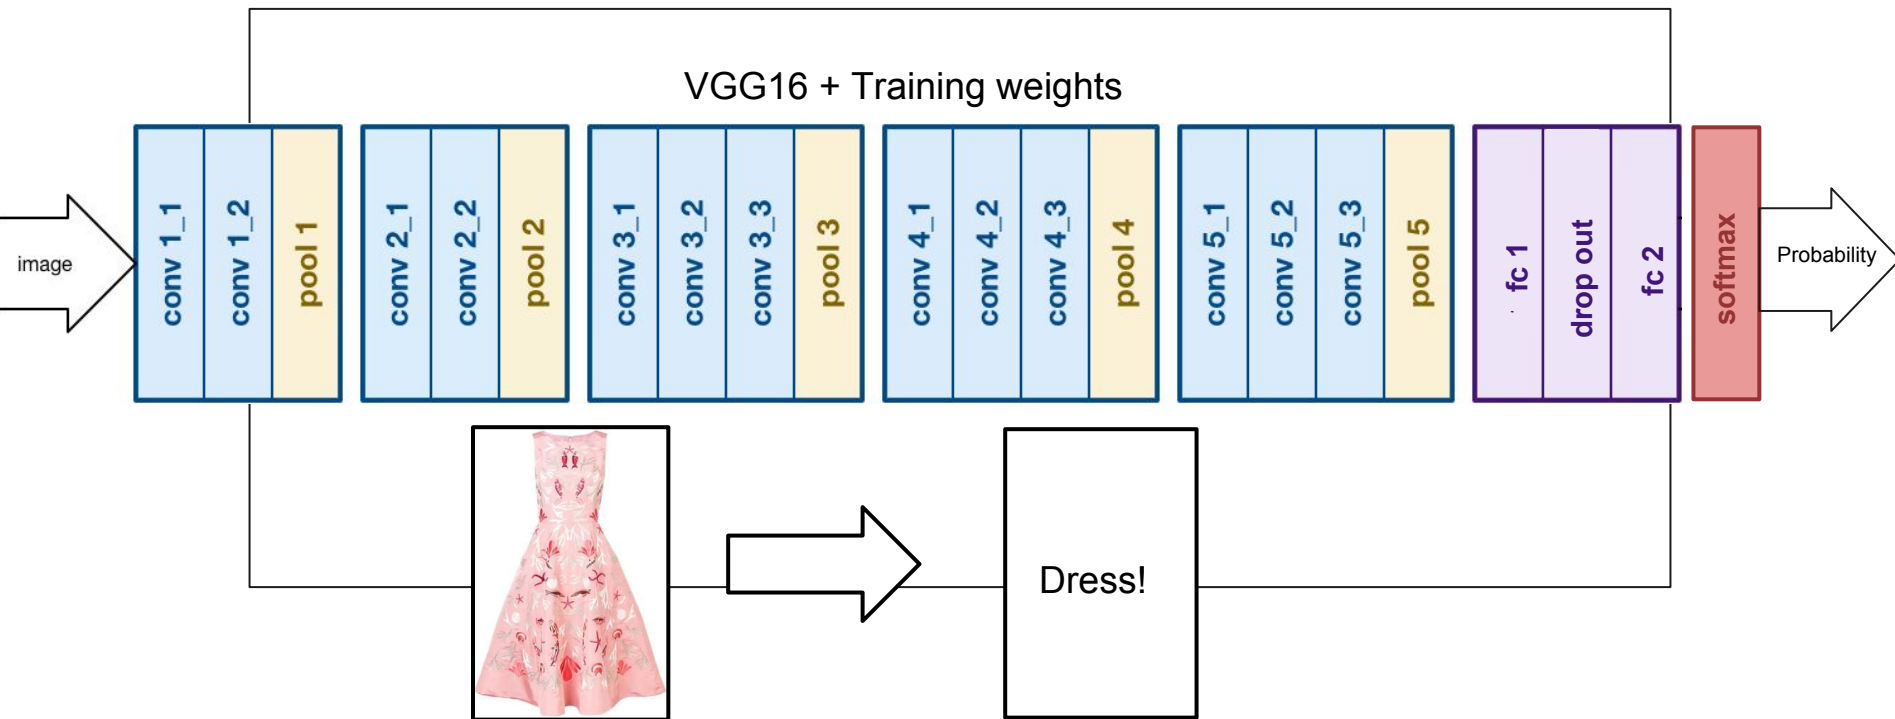 VGG16 + Training weights
image
conv 1_1
conv 1_2
pool 1
conv 2_1
conv 2_2
pool 2
conv 3_1
conv 3_2
conv 3_3
pool 3
conv 4_1
conv 4_2
conv 4_3
pool 4
conv 5_1
conv 5_2
conv 5_3
pool 5
fc 1
drop out
fc 2
softmax
Probability
Dress!